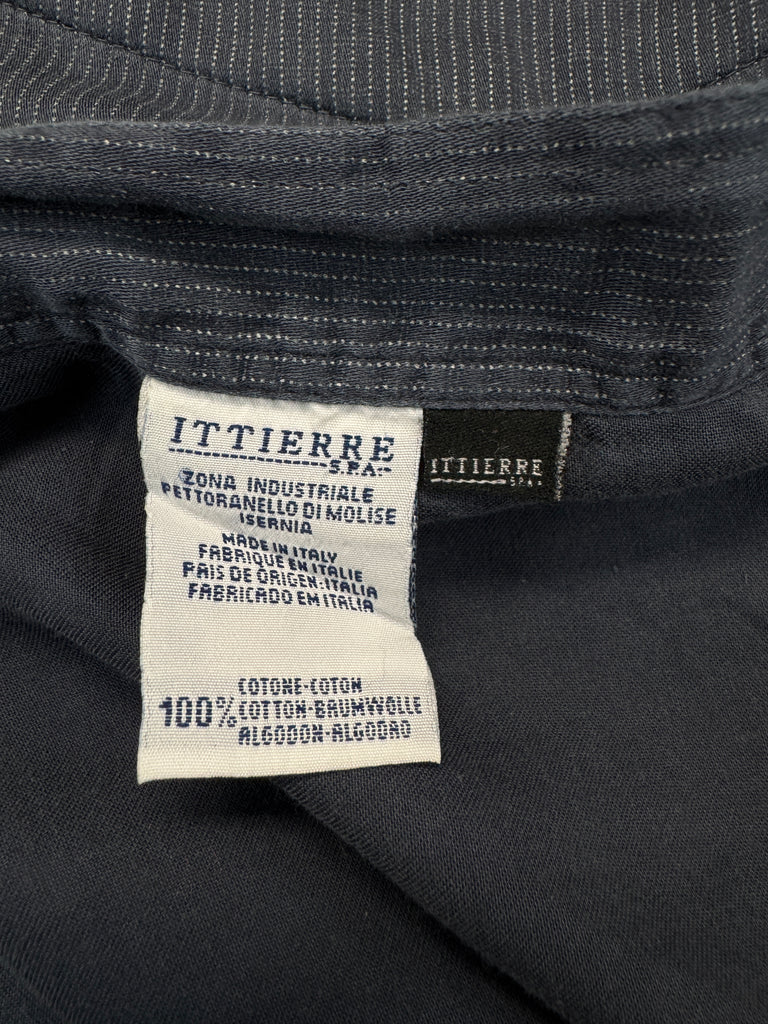 ITTIERRE
S.P.A.
ZONA INDUSTRIALE
PETTORANELLO DI MOLISE
ISERNIA
MADE IN ITALY
FABRIQUE EN ITALIE
PAIS DE ORIGEN:ITALIA
FABRICADO EM ITALIA
COTONE-COTON
100% COTTON-BAUMWOLLE
ALGODON-ALGODAO
ITTIERRE
S.P.A.